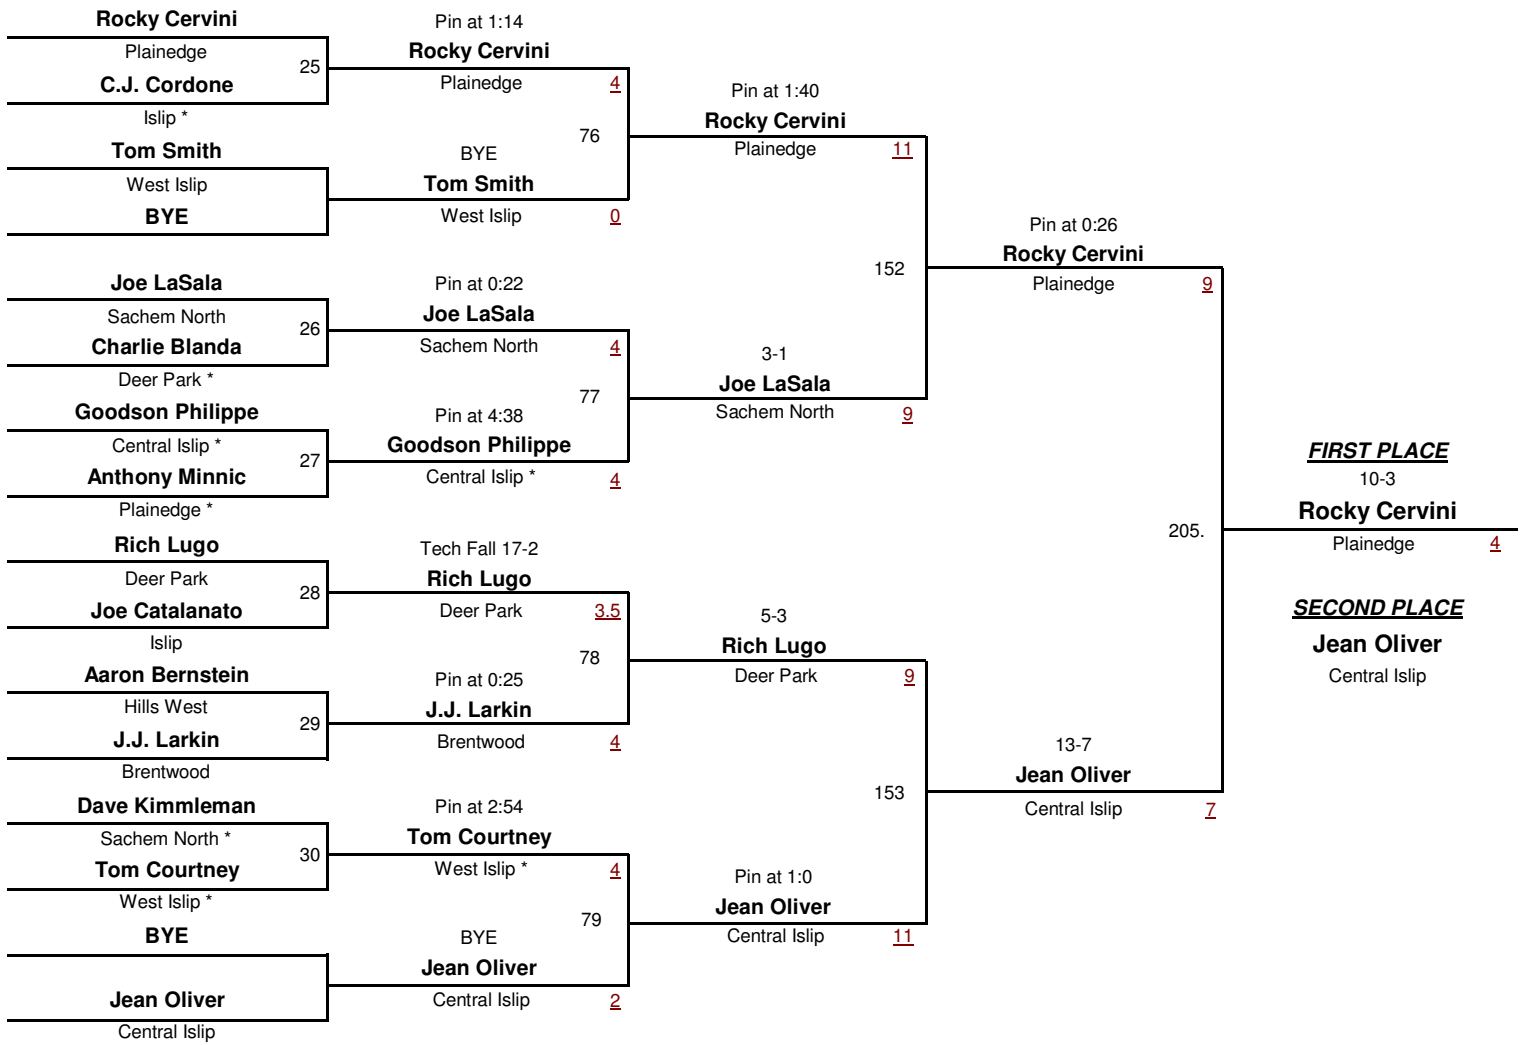 Rocky Cervini
Plainedge
25
C.J. Cordone
Islip *
Tom Smith
West Islip
BYE
Joe LaSala
Sachem North
26
Charlie Blanda
Deer Park *
Goodson Philippe
Central Islip *
27
Anthony Minnic
Plainedge *
Rich Lugo
Deer Park
28
Joe Catalanato
Islip
Aaron Bernstein
Hills West
29
J.J. Larkin
Brentwood
Dave Kimmleman
Sachem North *
30
Tom Courtney
West Islip *
BYE
Jean Oliver
Central Islip
Pin at 1:14
Rocky Cervini
Plainedge 4
76
BYE
Tom Smith
West Islip 0
Pin at 0:22
Joe LaSala
Sachem North 4
77
Pin at 4:38
Goodson Philippe
Central Islip * 4
Tech Fall 17-2
Rich Lugo
Deer Park 3.5
78
Pin at 0:25
J.J. Larkin
Brentwood 4
Pin at 2:54
Tom Courtney
West Islip * 4
79
BYE
Jean Oliver
Central Islip 2
Pin at 1:40
Rocky Cervini
Plainedge 11
152
3-1
Joe LaSala
Sachem North 9
5-3
Rich Lugo
Deer Park 9
153
Pin at 1:0
Jean Oliver
Central Islip 11
Pin at 0:26
Rocky Cervini
Plainedge 9
205.
13-7
Jean Oliver
Central Islip 7
FIRST PLACE
10-3
Rocky Cervini
Plainedge 4
SECOND PLACE
Jean Oliver
Central Islip